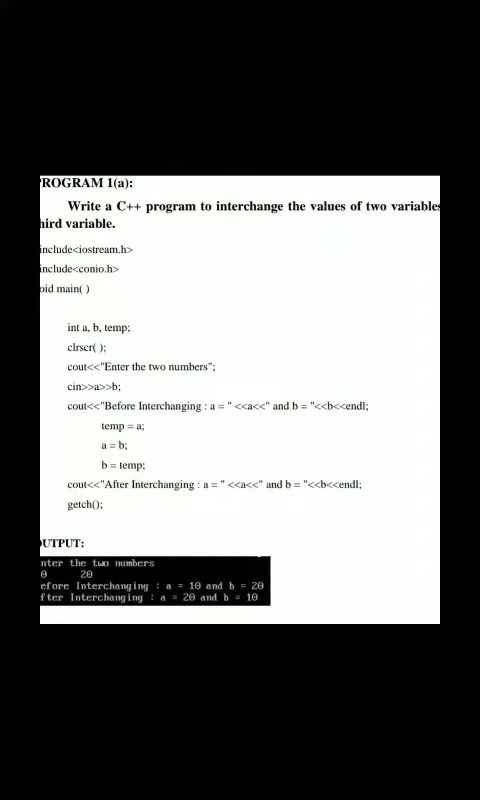 ROGRAM 1(a):
Write a C++ program to interchange the values of two variables
hird variable.
include<iostream.h>
include<conio.h>
oid main( )
int a, b, temp;
clrscr( );
cout<<"Enter the two numbers";
cin>>a>>b;
cout<<"Before Interchanging : a = " <<a<<" and b = "<<b<<endl;
temp = a;
a = b;
b = temp;
cout<<"After Interchanging : a = " <<a<<" and b = "<<b<<endl;
getch();
OUTPUT:
nter the two numbers
0 20
efore Interchanging : a = 10 and b = 20
fter Interchanging : a = 20 and b = 10